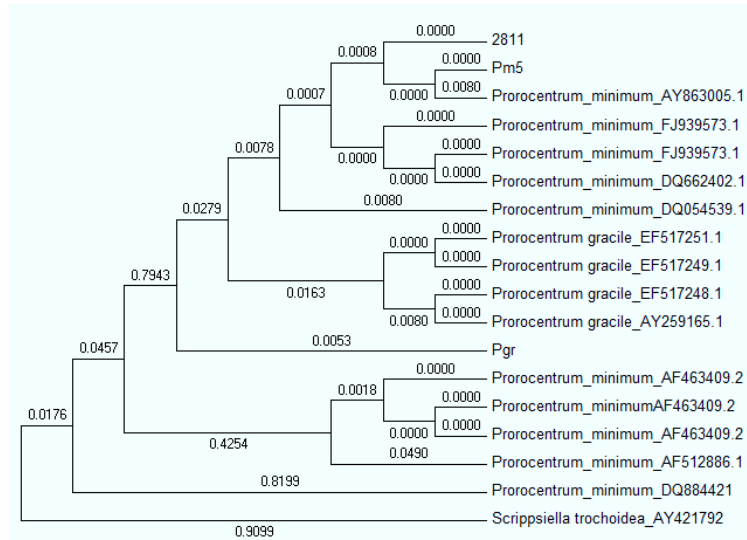 0.0000
2811
0.0008
0.0000
Pm5
0.0000
0.0080
Prorocentrum_minimum_AY863005.1
0.0007
0.0000
Prorocentrum_minimum_FJ939573.1
0.0078
0.0000
Prorocentrum_minimum_FJ939573.1
0.0000
0.0000
Prorocentrum_minimum_DQ662402.1
0.0279
0.0080
Prorocentrum_minimum_DQ054539.1
0.0000
0.0000
Prorocentrum gracile_EF517251.1
0.0000
Prorocentrum gracile_EF517249.1
0.7943
0.0163
0.0000
Prorocentrum gracile_EF517248.1
0.0080
0.0000
Prorocentrum gracile_AY259165.1
0.0457
0.0053
Pgr
0.0000
Prorocentrum_minimum_AF463409.2
0.0018
0.0000
Prorocentrum_minimumAF463409.2
0.0176
0.0000
0.0000
Prorocentrum_minimum_AF463409.2
0.4254
0.0490
Prorocentrum_minimum_AF512886.1
0.8199
Prorocentrum_minimum_DQ884421
0.9099
Scrippsiella trochoidea_AY421792